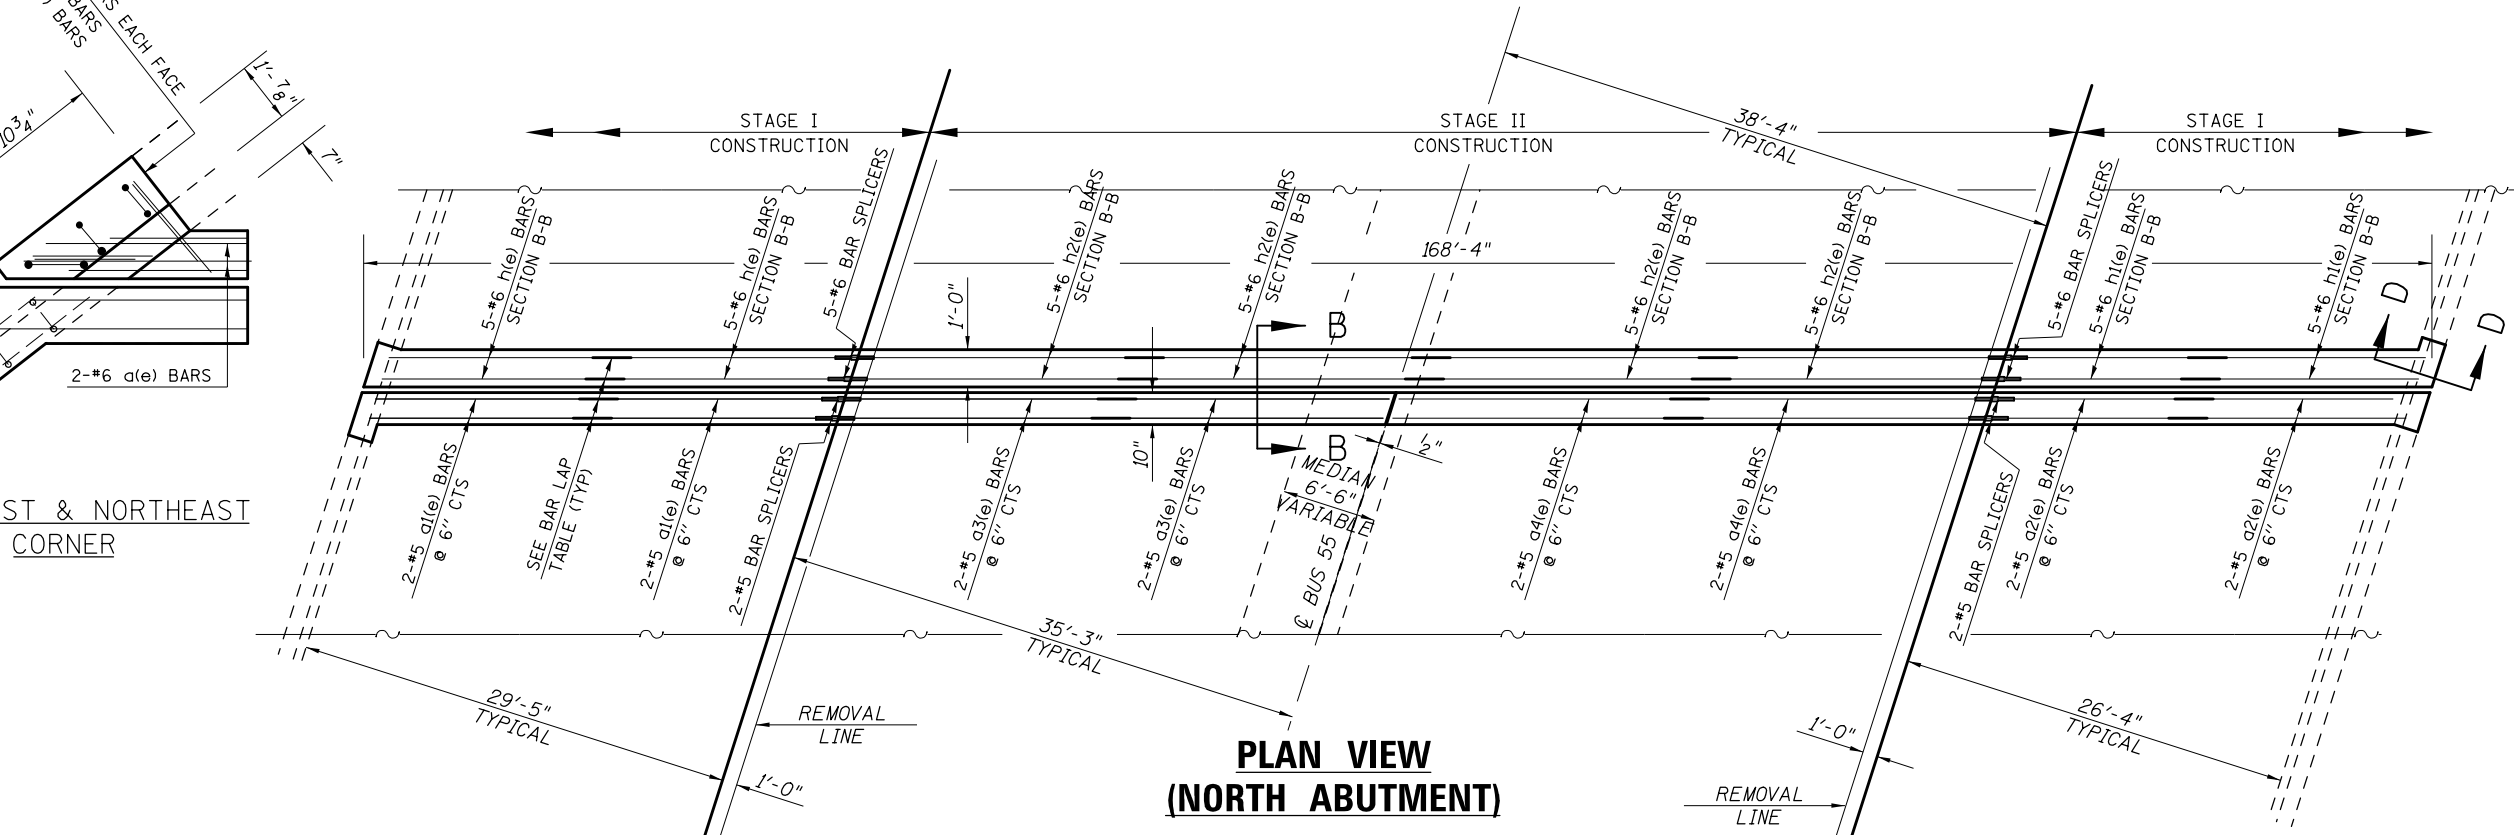 S EACH FACE
BARS
) BARS
1'-7/8"
10 3/4"
7"
2-#6 a(e) BARS
ST & NORTHEAST
CORNER
STAGE I
CONSTRUCTION
STAGE II
CONSTRUCTION
38'-4"
TYPICAL
STAGE I
CONSTRUCTION
5-#6 h(e) BARS
SECTION B-B
5-#6 h(e) BARS
SECTION B-B
5-#6 BAR SPLICERS
1'-0"
5-#6 h2(e) BARS
SECTION B-B
5-#6 h2(e) BARS
SECTION B-B
168'-4"
5-#6 h2(e) BARS
SECTION B-B
5-#6 h2(e) BARS
SECTION B-B
5-#6 BAR SPLICERS
5-#6 h1(e) BARS
SECTION B-B
5-#6 h1(e) BARS
SECTION B-B
D
D
B
B
2-#5 a1(e) BARS
@ 6" CTS
SEE BAR LAP
TABLE (TYP)
2-#5 a1(e) BARS
@ 6" CTS
2-#5 BAR SPLICERS
2-#5 a3(e) BARS
@ 6" CTS
10"
2-#5 a3(e) BARS
@ 6" CTS
MEDIAN
6'-6"
VARIABLE
1/2"
℄ BUS 55
2-#5 a4(e) BARS
@ 6" CTS
2-#5 a4(e) BARS
@ 6" CTS
2-#5 BAR SPLICERS
2-#5 a2(e) BARS
@ 6" CTS
2-#5 a2(e) BARS
@ 6" CTS
29'-5"
TYPICAL
35'-3"
TYPICAL
REMOVAL
LINE
1'-0"
26'-4"
TYPICAL
1'-0"
REMOVAL
LINE
PLAN VIEW
(NORTH ABUTMENT)